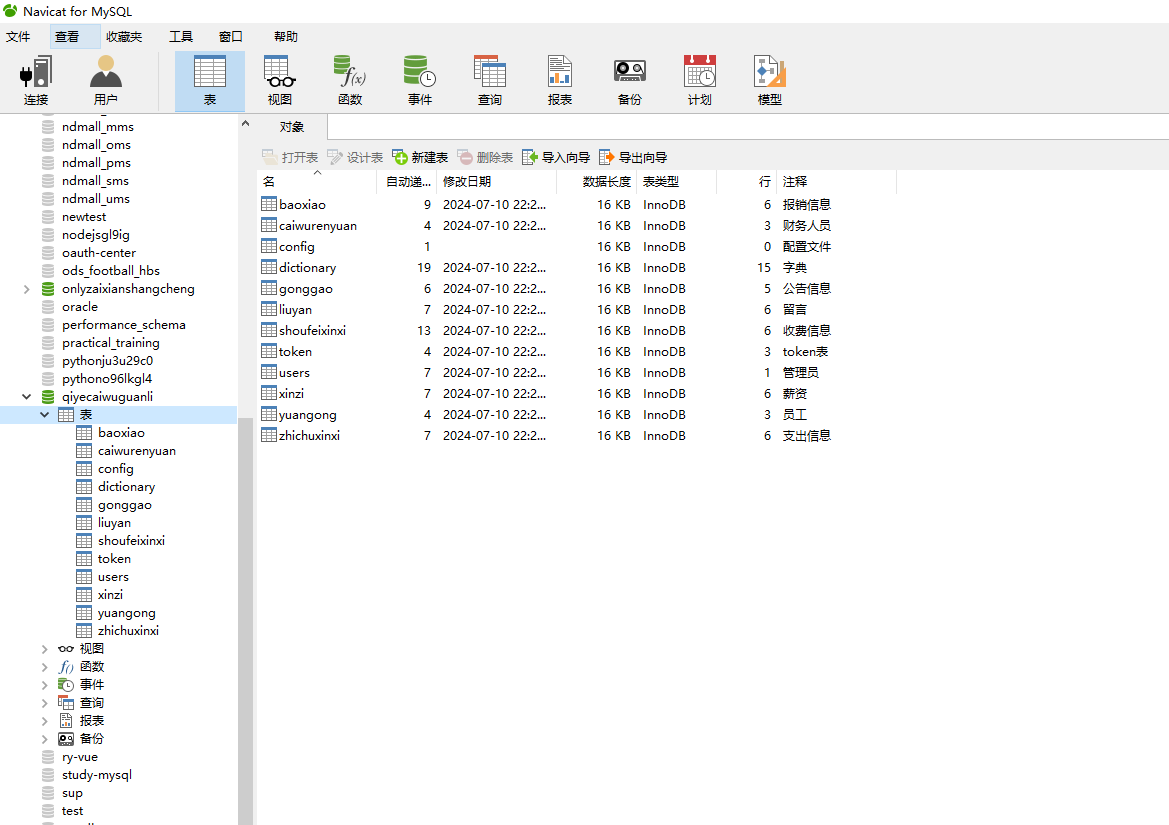 Navicat for MySQL
文件 查看 收藏夹 工具 窗口 帮助
连接 用户 表 视图 函数 事件 查询 报表 备份 计划 模型
ndmall_mms
ndmall_oms
ndmall_pms
ndmall_sms
ndmall_ums
newtest
nodejsgl9ig
oauth-center
ods_football_hbs
onlyzaixianshangcheng
oracle
performance_schema
practical_training
pythonju3u29c0
pythono96lkgl4
qiyecaiwuguanli
表
baoxiao
caiwurenyuan
config
dictionary
gonggao
liuyan
shoufeixinxi
token
users
xinzi
yuangong
zhichuxinxi
视图
函数
事件
查询
报表
备份
ry-vue
study-mysql
sup
test
对象
打开表 设计表 新建表 删除表 导入向导 导出向导
名 自动递... 修改日期 数据长度 表类型 行 注释
baoxiao 9 2024-07-10 22:2... 16 KB InnoDB 6 报销信息
caiwurenyuan 4 2024-07-10 22:2... 16 KB InnoDB 3 财务人员
config 1 16 KB InnoDB 0 配置文件
dictionary 19 2024-07-10 22:2... 16 KB InnoDB 15 字典
gonggao 6 2024-07-10 22:2... 16 KB InnoDB 5 公告信息
liuyan 7 2024-07-10 22:2... 16 KB InnoDB 6 留言
shoufeixinxi 13 2024-07-10 22:2... 16 KB InnoDB 6 收费信息
token 4 2024-07-10 22:2... 16 KB InnoDB 3 token表
users 7 2024-07-10 22:2... 16 KB InnoDB 1 管理员
xinzi 7 2024-07-10 22:2... 16 KB InnoDB 6 薪资
yuangong 4 2024-07-10 22:2... 16 KB InnoDB 3 员工
zhichuxinxi 7 2024-07-10 22:2... 16 KB InnoDB 6 支出信息